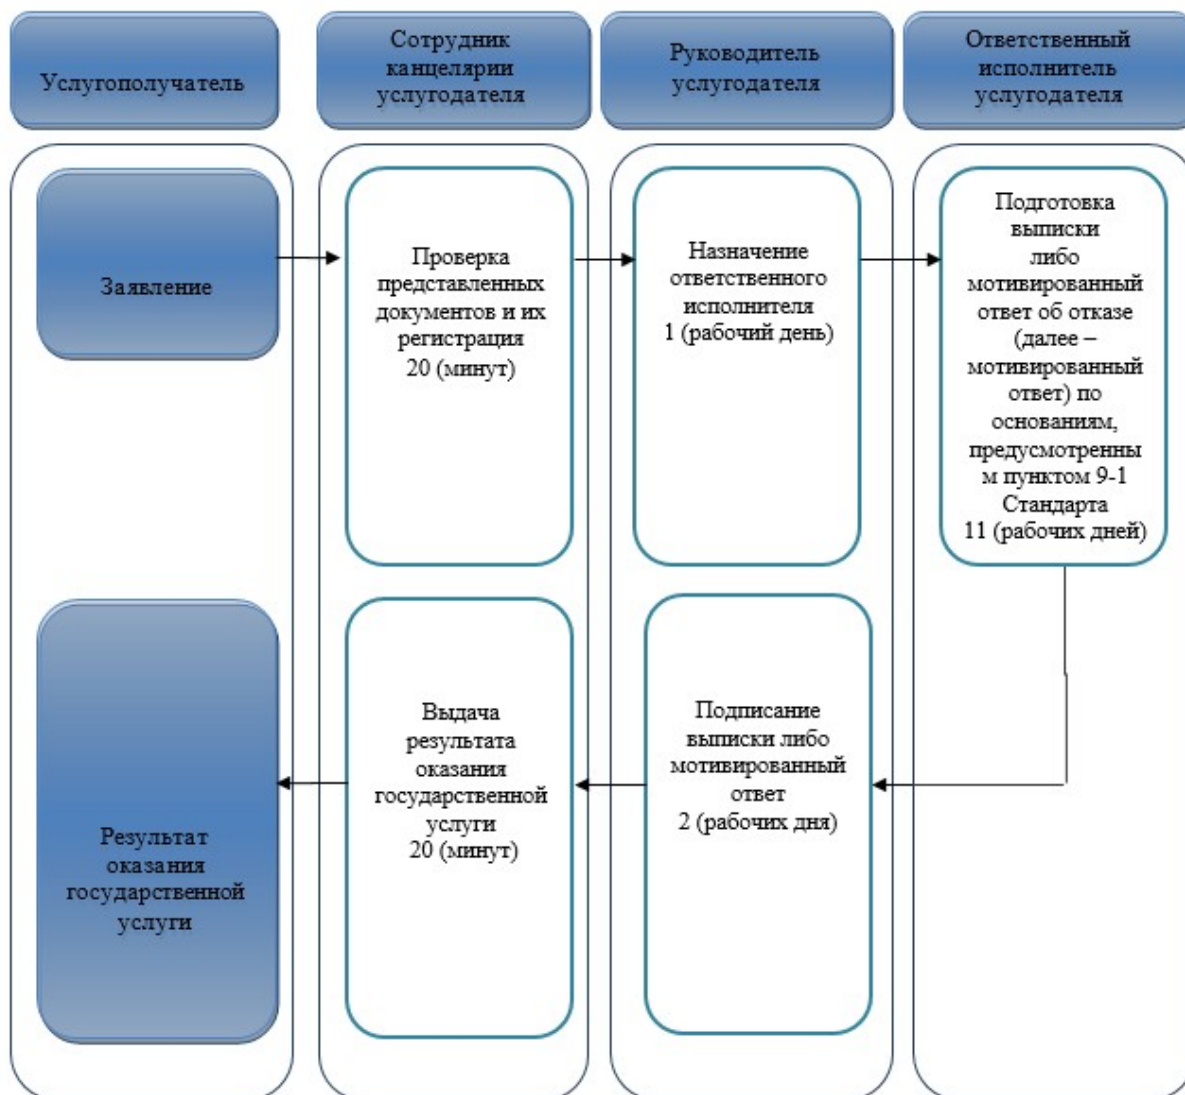 Услугополучатель
Сотрудник
канцелярии
услугодателя
Руководитель
услугодателя
Ответственный
исполнитель
услугодателя
Заявление
Проверка
представленных
документов и их
регистрация
20 (минут)
Назначение
ответственного
исполнителя
1 (рабочий день)
Подготовка
выписки
либо
мотивированный
ответ об отказе
(далее –
мотивированный
ответ) по
основаниям,
предусмотренны
м пунктом 9-1
Стандарта
11 (рабочих дней)
Результат
оказания
государственной
услуги
Выдача
результата
оказания
государственной
услуги
20 (минут)
Подписание
выписки либо
мотивированный
ответ
2 (рабочих дня)